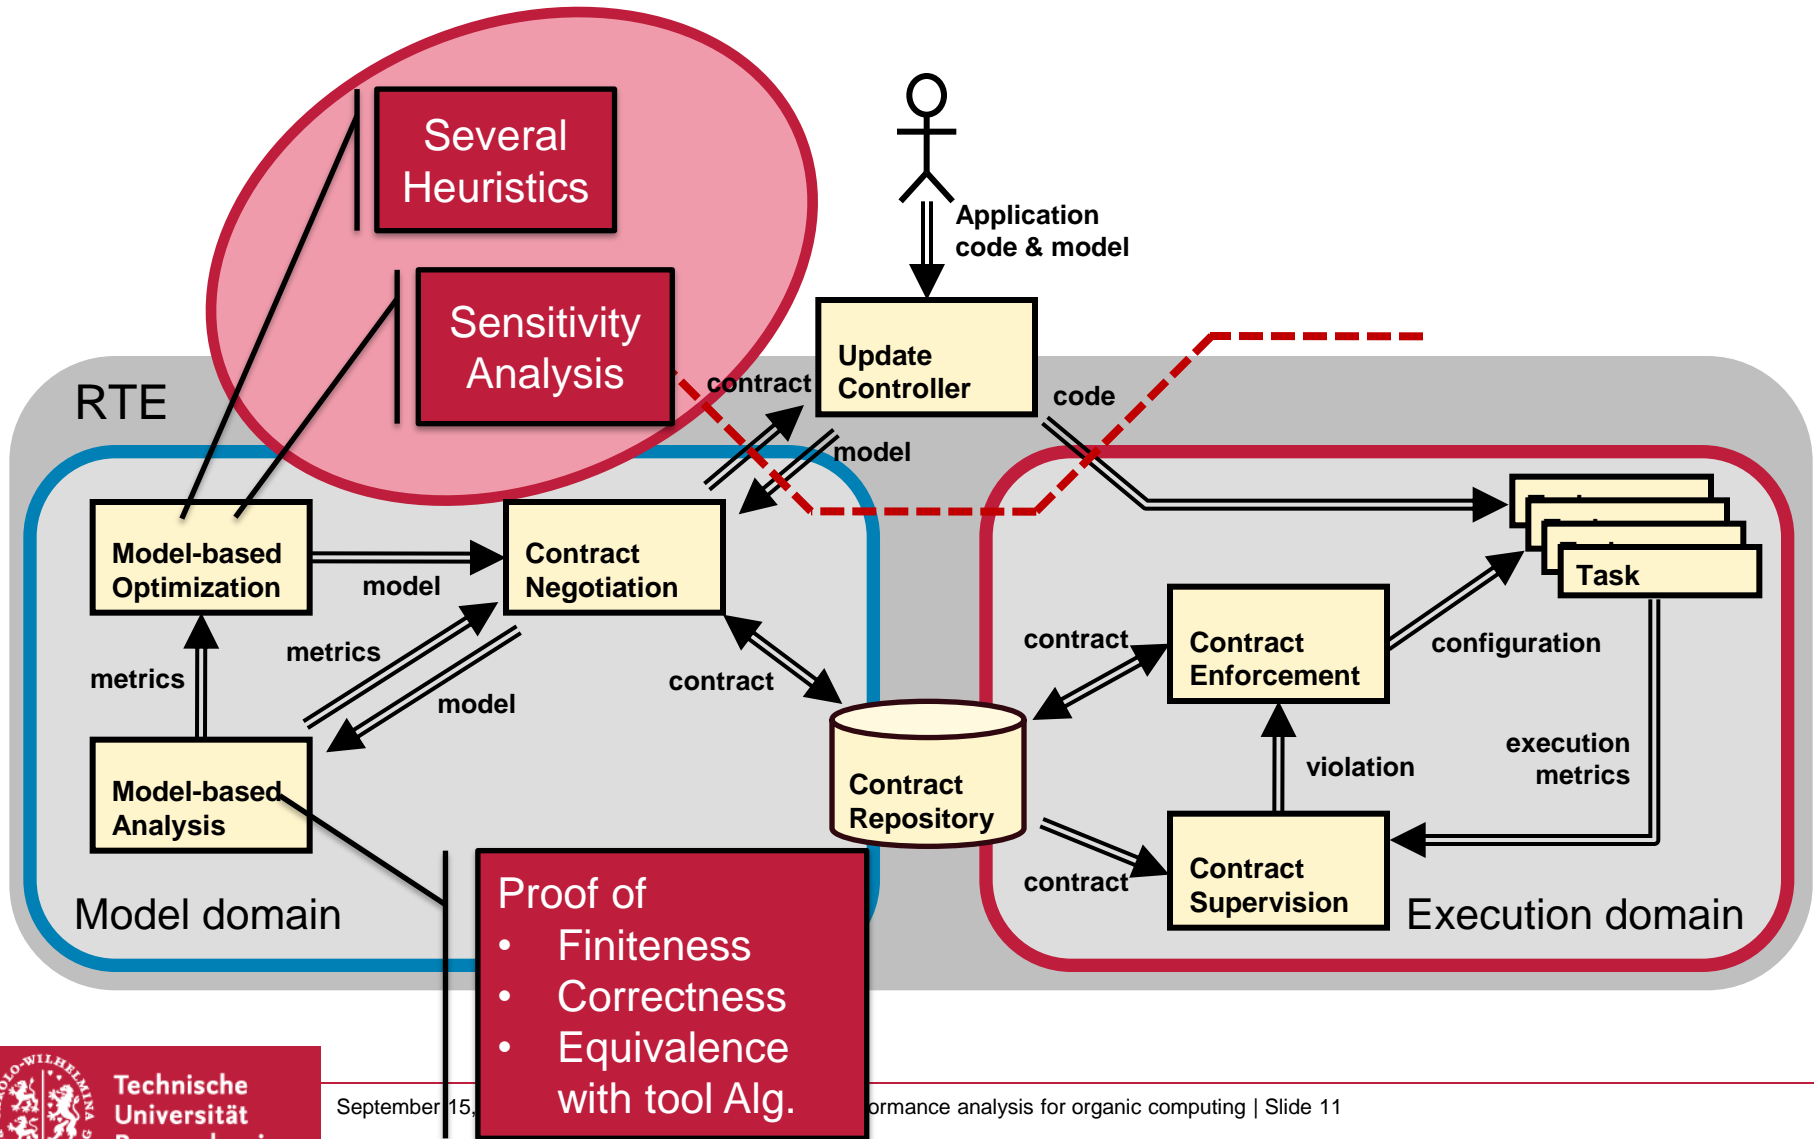 Several
Heuristics
Sensitivity
Analysis
Application
code & model
Update
Controller
RTE
contract
model
code
Model-based
Optimization
model
Contract
Negotiation
metrics
metrics
model
contract
Model-based
Analysis
Contract
Repository
contract
Contract
Enforcement
configuration
Task
violation
execution
metrics
contract
Contract
Supervision
Model domain
Execution domain
Proof of
• Finiteness
• Correctness
• Equivalence
with tool Alg.
Technische
Universität
September 15,
analysis for organic computing | Slide 11